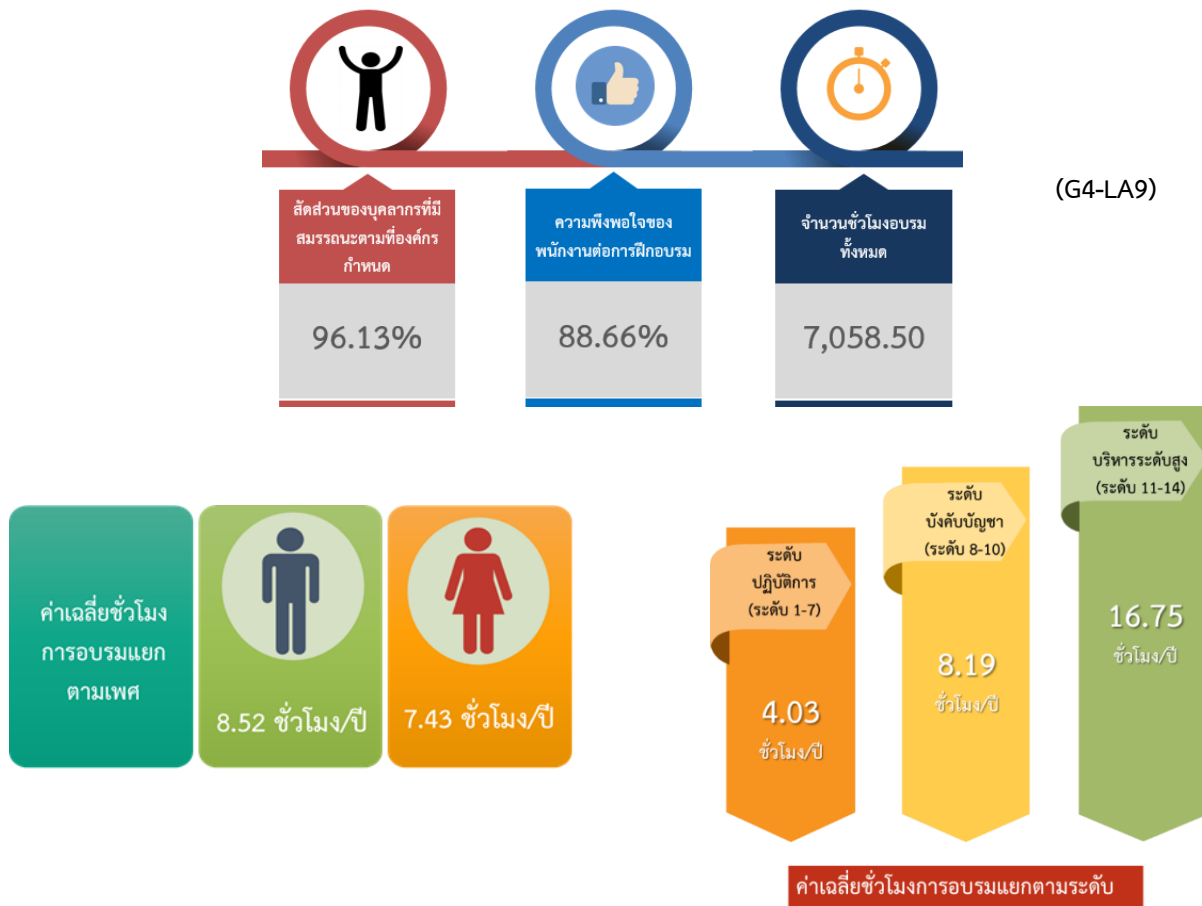 สัดส่วนของบุคลากรที่มี
สมรรถนะตามที่องค์กร
กำหนด
96.13%
ความพึงพอใจของ
พนักงานต่อการฝึกอบรม
88.66%
จำนวนชั่วโมงอบรม
ทั้งหมด
7,058.50
(G4-LA9)
ค่าเฉลี่ยชั่วโมง
การอบรมแยก
ตามเพศ
8.52 ชั่วโมง/ปี
7.43 ชั่วโมง/ปี
ระดับ
ปฏิบัติการ
(ระดับ 1-7)
4.03
ชั่วโมง/ปี
ระดับ
บังคับบัญชา
(ระดับ 8-10)
8.19
ชั่วโมง/ปี
ระดับ
บริหารระดับสูง
(ระดับ 11-14)
16.75
ชั่วโมง/ปี
ค่าเฉลี่ยชั่วโมงการอบรมแยกตามระดับ